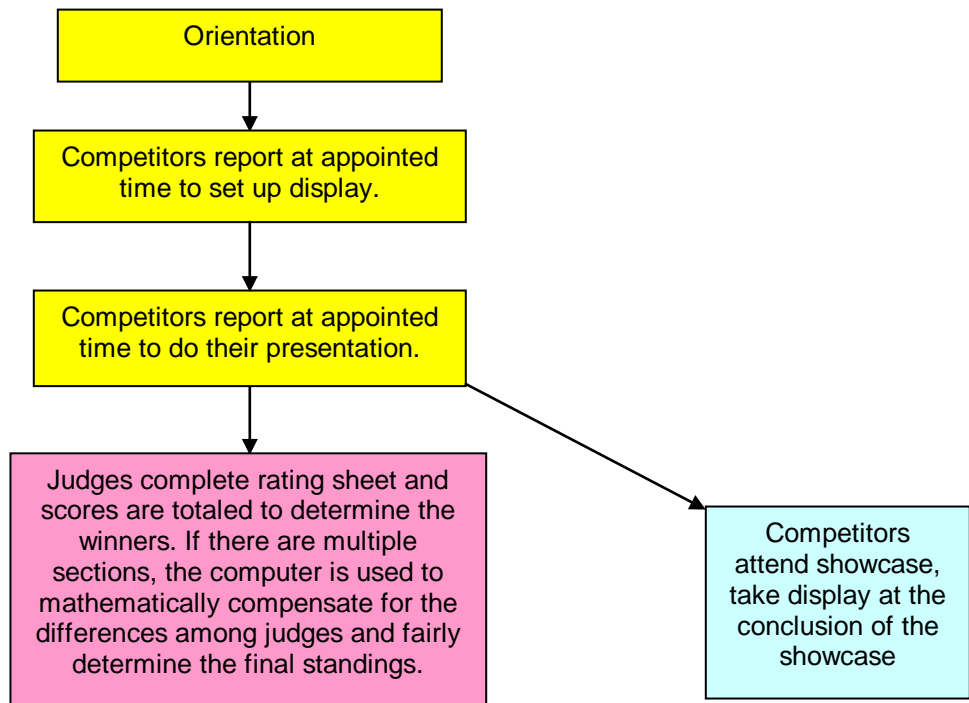 Orientation
Competitors report at appointed
time to set up display.
Competitors report at appointed
time to do their presentation.
Judges complete rating sheet and
scores are totaled to determine the
winners. If there are multiple
sections, the computer is used to
mathematically compensate for the
differences among judges and fairly
determine the final standings.
Competitors
attend showcase,
take display at the
conclusion of the
showcase